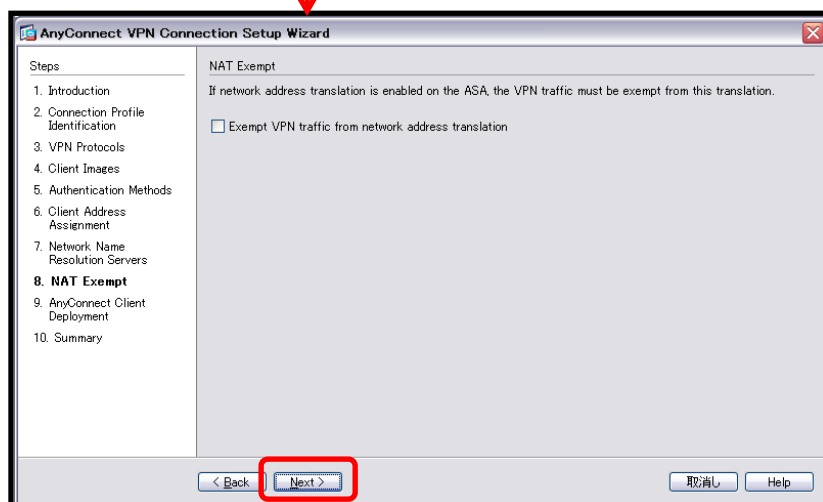 AnyConnect VPN Connection Setup Wizard
Steps
1. Introduction
2. Connection Profile
Identification
3. VPN Protocols
4. Client Images
5. Authentication Methods
6. Client Address
Assignment
7. Network Name
Resolution Servers
8. NAT Exempt
9. AnyConnect Client
Deployment
10. Summary
NAT Exempt
If network address translation is enabled on the ASA, the VPN traffic must be exempt from this translation.
Exempt VPN traffic from network address translation
< Back
Next >
取消し
Help